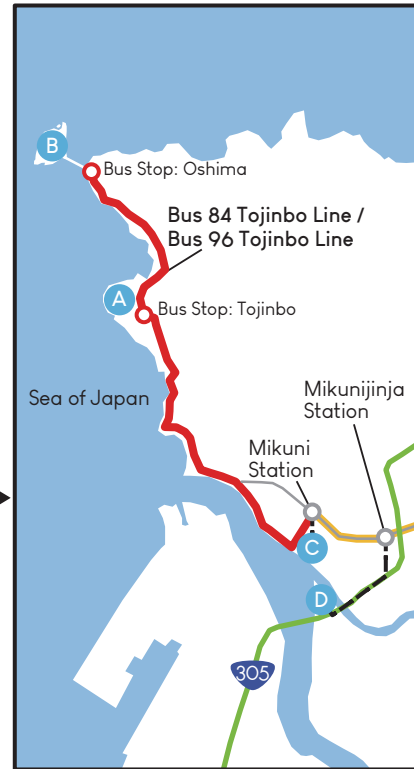 B
Bus Stop: Oshima
Bus 84 Tojinbo Line /
Bus 96 Tojinbo Line
A
Bus Stop: Tojinbo
Sea of Japan
Mikunijinja
Station
Mikuni
Station
C
D
305